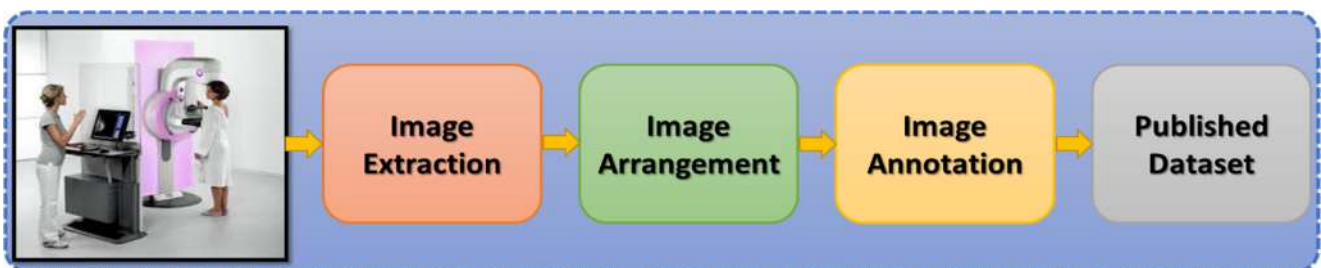 Image
Extraction
Image
Arrangement
Image
Annotation
Published
Dataset